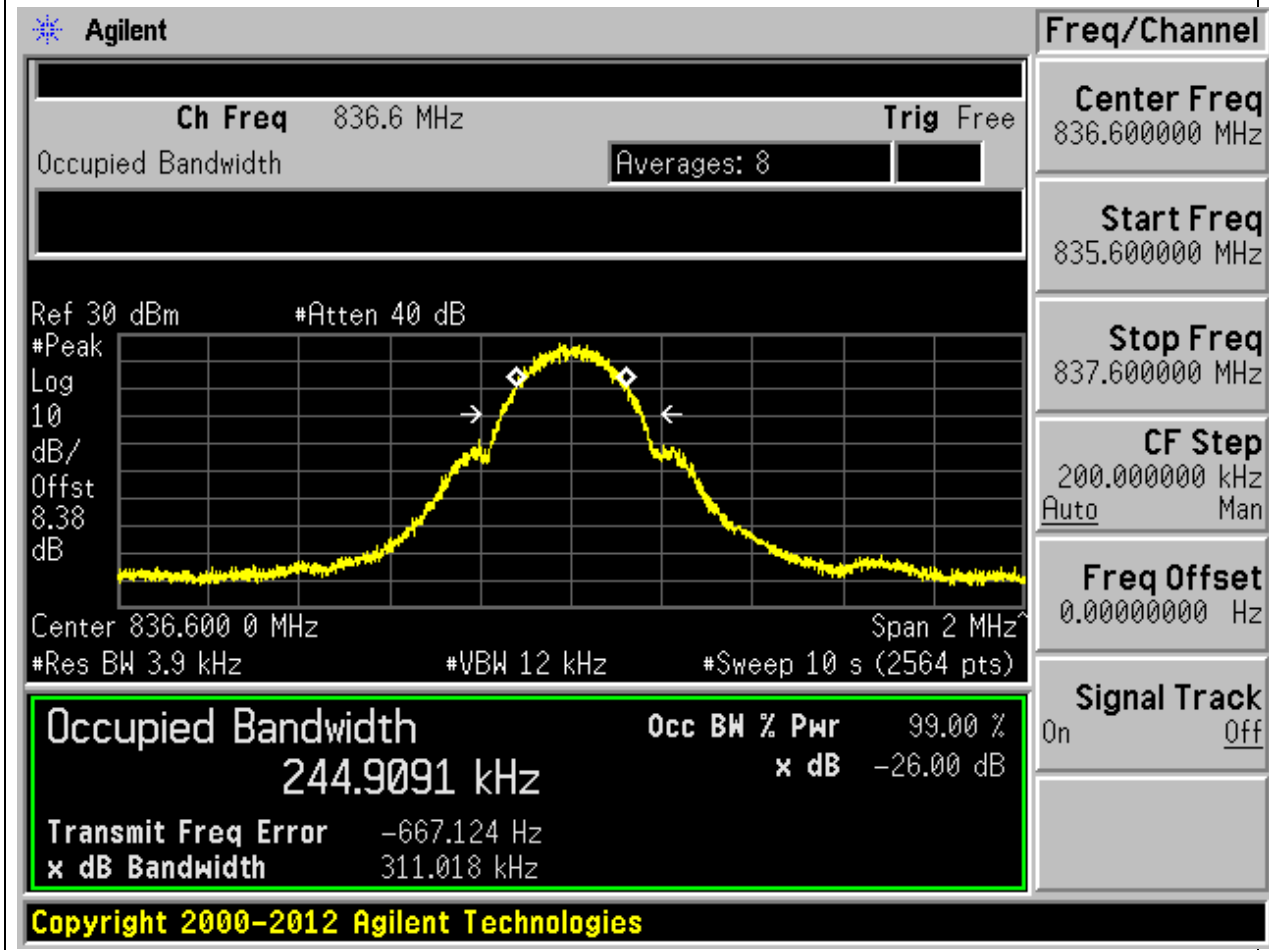 Agilent
Freq/Channel
Ch Freq 836.6 MHz Trig Free
Occupied Bandwidth Averages: 8
Center Freq
836.600000 MHz
Start Freq
835.600000 MHz
Stop Freq
837.600000 MHz
CF Step
200.000000 kHz
Auto Man
Freq Offset
0.00000000 Hz
Signal Track
On Off
Ref 30 dBm #Atten 40 dB
#Peak
Log
10
dB/
Offst
8.38
dB
Center 836.600 0 MHz Span 2 MHz^
#Res BW 3.9 kHz #VBW 12 kHz #Sweep 10 s (2564 pts)
Occupied Bandwidth Occ BW % Pwr 99.00 %
244.9091 kHz x dB -26.00 dB
Transmit Freq Error -667.124 Hz
x dB Bandwidth 311.018 kHz
Copyright 2000-2012 Agilent Technologies